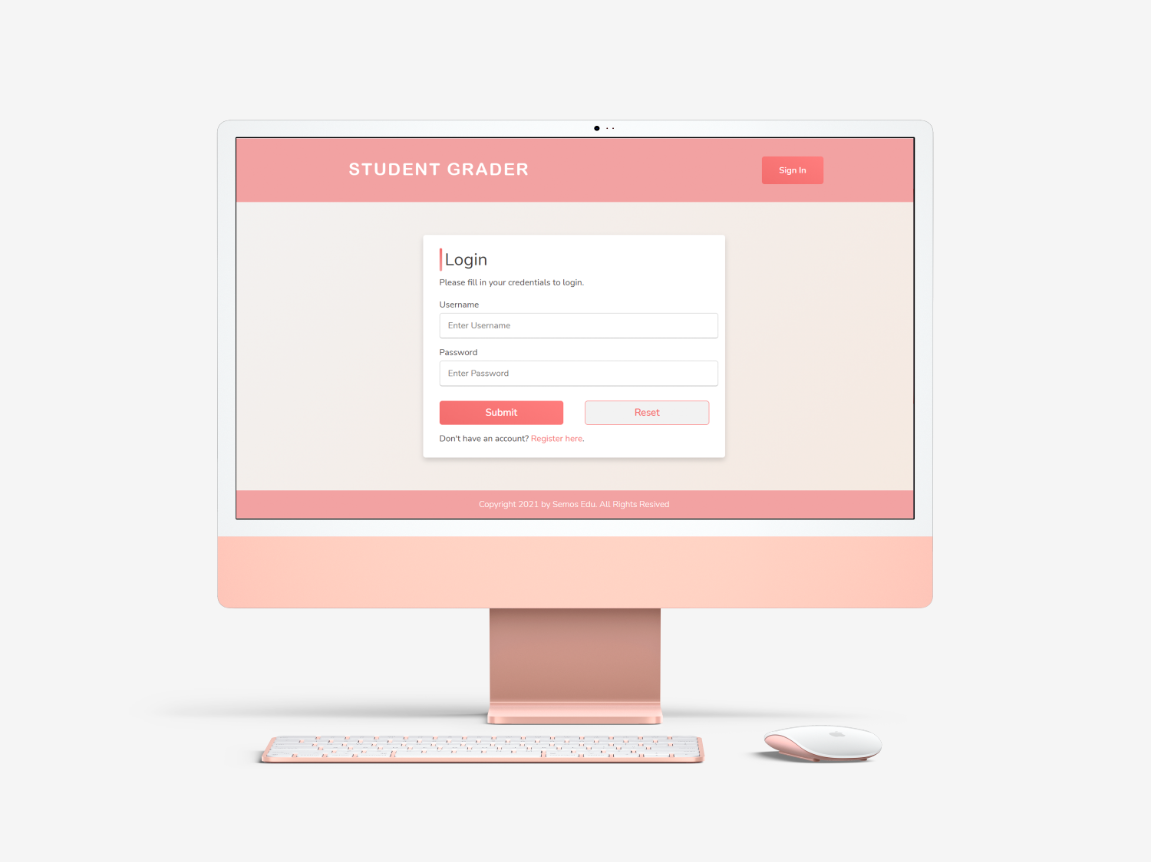 STUDENT GRADER
Sign In
Login
Please fill in your credentials to login.
Username
Enter Username
Password
Enter Password
Submit
Reset
Don't have an account? Register here.
Copyright 2021 by Semos Edu. All Rights Resived